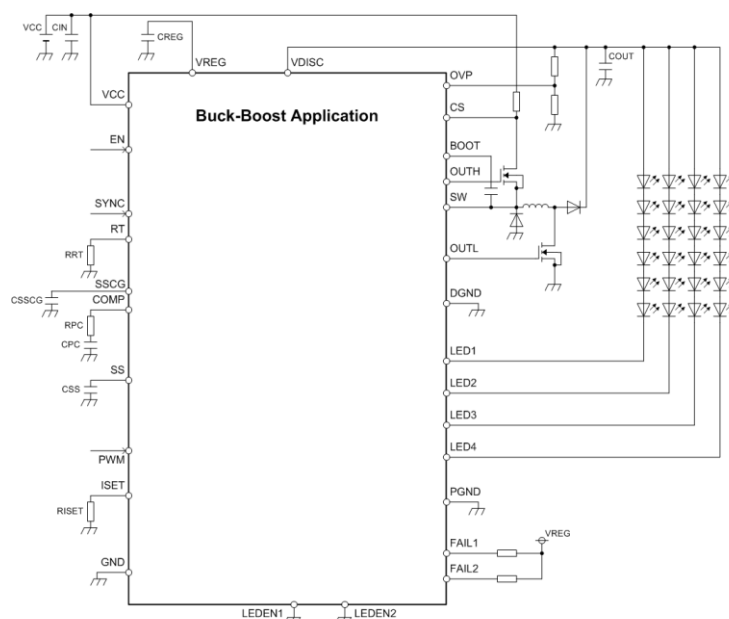 VCC
CIN
CREG
VREG
VDISC
COUT
VCC
Buck-Boost Application
OVP
CS
EN
BOOT
OUTH
SYNC
SW
RT
RRT
OUTL
SSCG
CSSCG
COMP
DGND
RPC
CPC
LED1
SS
CSS
LED2
LED3
PWM
LED4
ISET
RISET
PGND
VREG
FAIL1
GND
FAIL2
LEDEN1
LEDEN2